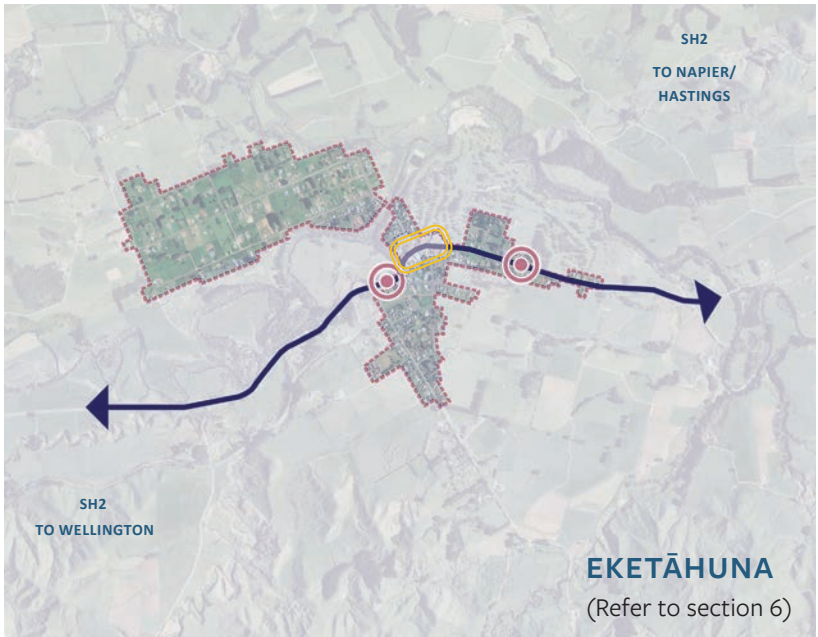 SH2
TO NAPIER/
HASTINGS
SH2
TO WELLINGTON
EKETĀHUNA
(Refer to section 6)